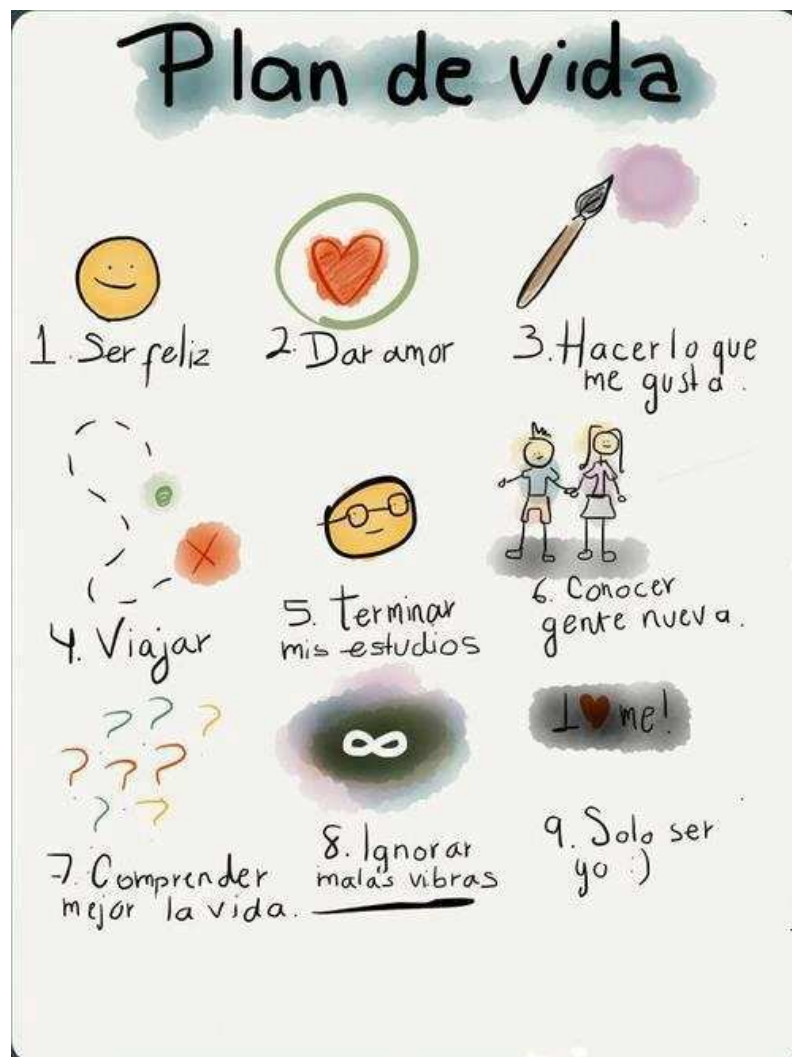 Plan de vida
1. Ser feliz
2. Dar amor
3. Hacer lo que
me gusta.
4. Viajar
5. Terminar
mis estudios
6. Conocer
gente nueva.
I ♥ me!
7. Comprender
mejor la vida.
8. Ignorar
malas vibras
9. Solo ser
yo :)